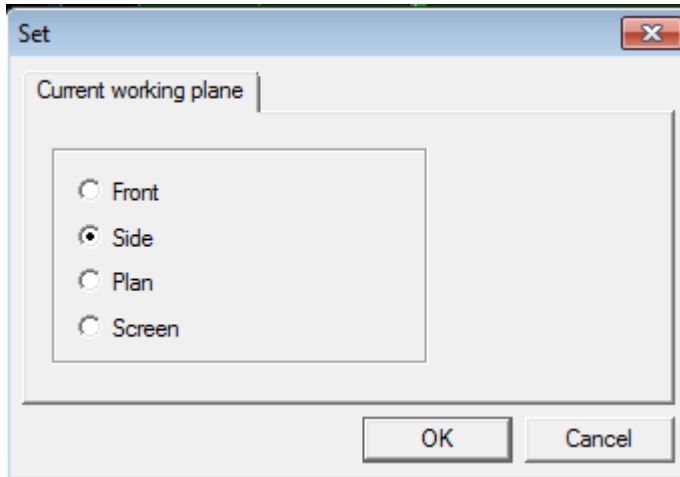 Set
Current working plane
Front
Side
Plan
Screen
OK Cancel